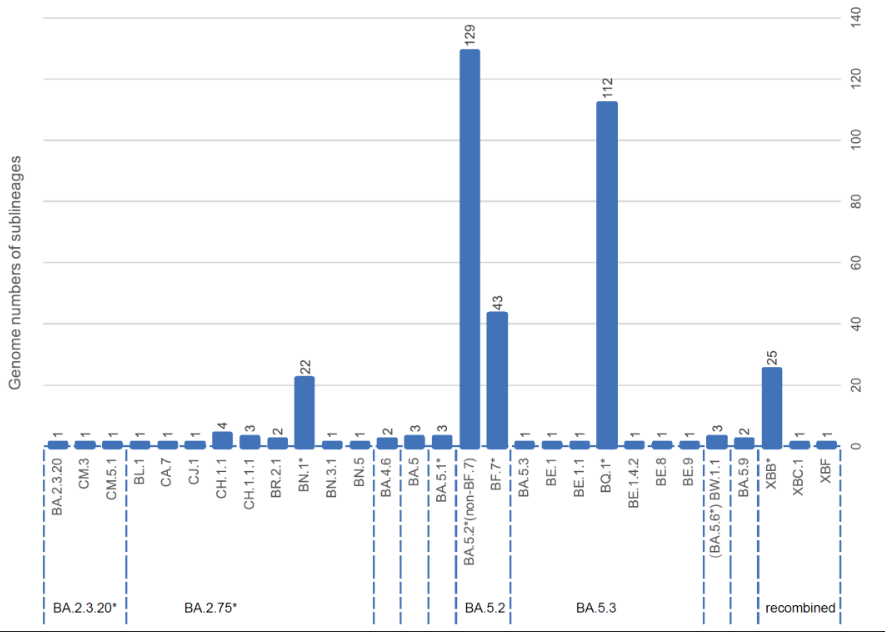 Genome numbers of sublineages
140
120
100
80
60
40
20
0
1
1
1
1
1
1
4
3
2
22
1
1
2
3
3
129
43
1
1
1
112
1
1
1
3
2
25
1
1
BA.2.3.20
CM.3
CM.5.1
BL.1
CA.7
CJ.1
CH.1.1
CH.1.1.1
BR.2.1
BN.1*
BN.3.1
BN.5
BA.4.6
BA.5
BA.5.1*
BA.5.2*(non-BF.7)
BF.7*
BA.5.3
BE.1
BE.1.1
BQ.1*
BE.1.4.2
BE.8
BE.9
(BA.5.6*) BW.1.1
BA.5.9
XBB*
XBC.1
XBF
BA.2.3.20*
BA.2.75*
BA.5.2
BA.5.3
recombined